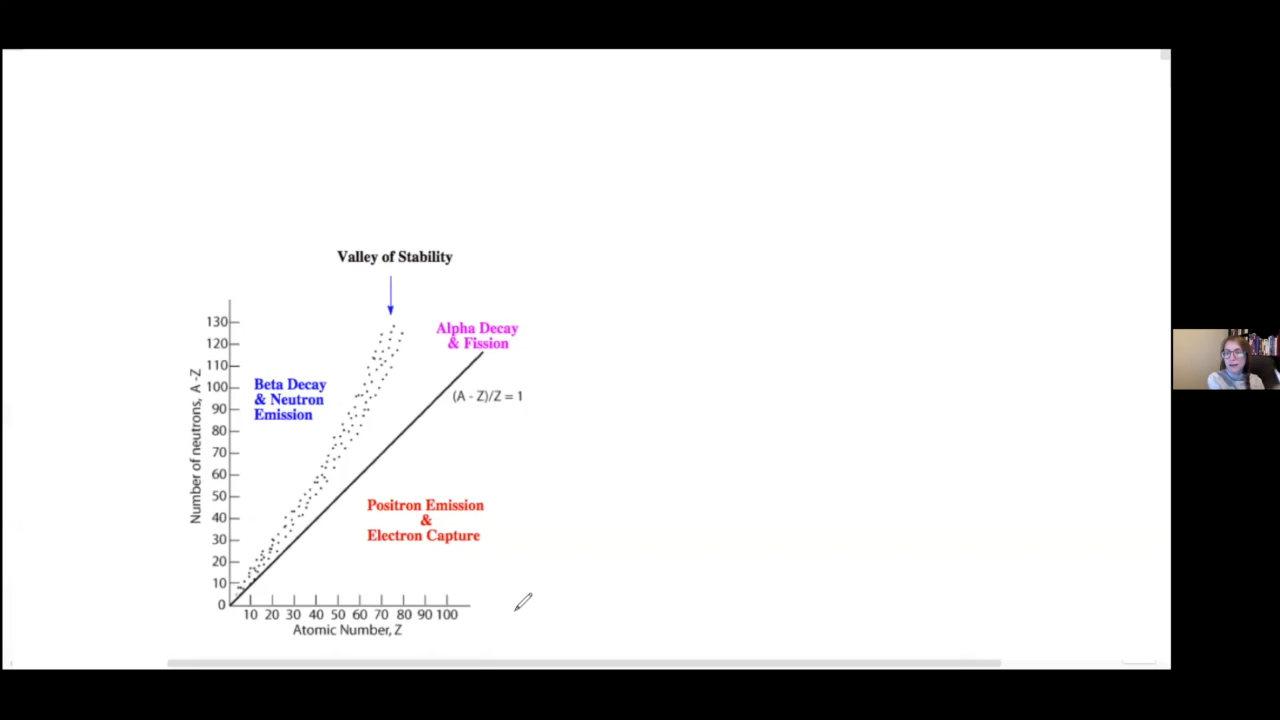 Valley of Stability
Alpha Decay
& Fission
Beta Decay
& Neutron
Emission
(A - Z)/Z = 1
Positron Emission
&
Electron Capture
Number of neutrons, A - Z
130
120
110
100
90
80
70
60
50
40
30
20
10
0
10 20 30 40 50 60 70 80 90 100
Atomic Number, Z